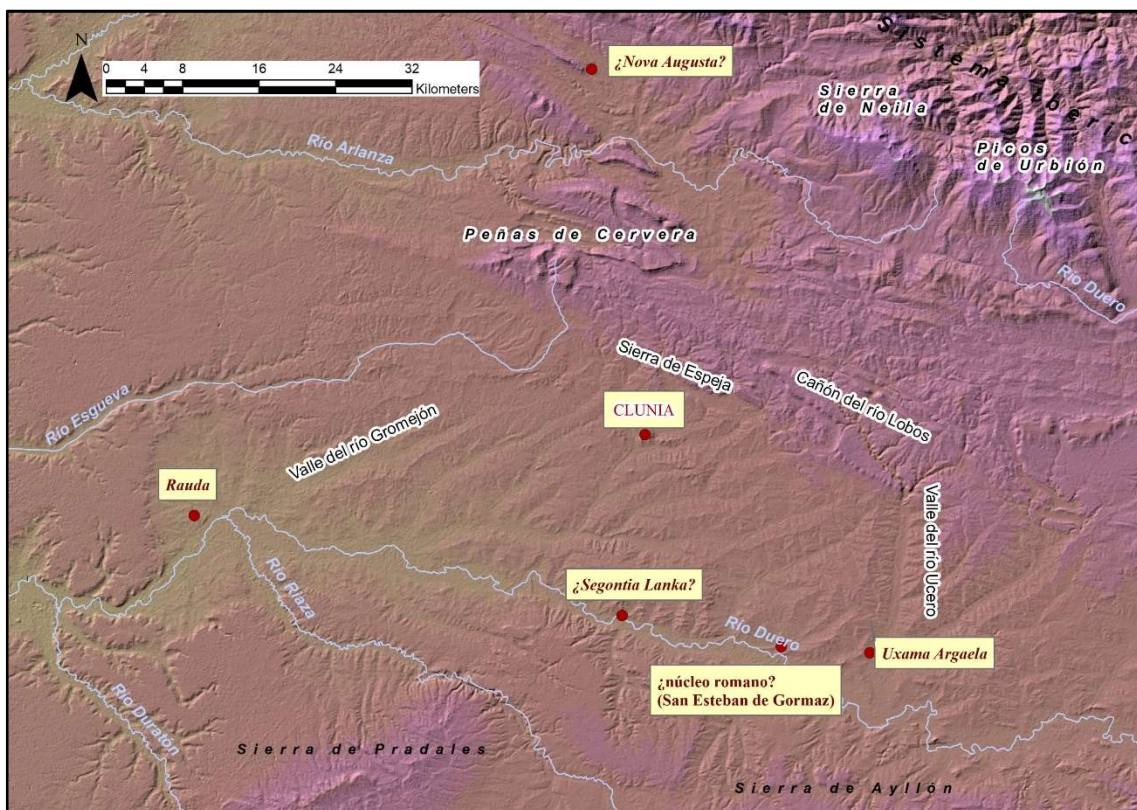 N
0 4 8 16 24 32
Kilometers
¿Nova Augusta?
Sistema Iberic
Sierra
de Neila
Picos
de Urbión
Río Arlanza
Peñas de Cervera
Río Duero
Sierra de Espeja
Cañón del río Lobos
Río Esgueva
Valle del río Gromejón
CLUNIA
Rauda
Valle del río Ucero
Río Riaza
¿Segontia Lanka?
Río Duero
Uxama Argaela
¿núcleo romano?
(San Esteban de Gormaz)
Río Duratón
Sierra de Pradales
Sierra de Ayllón